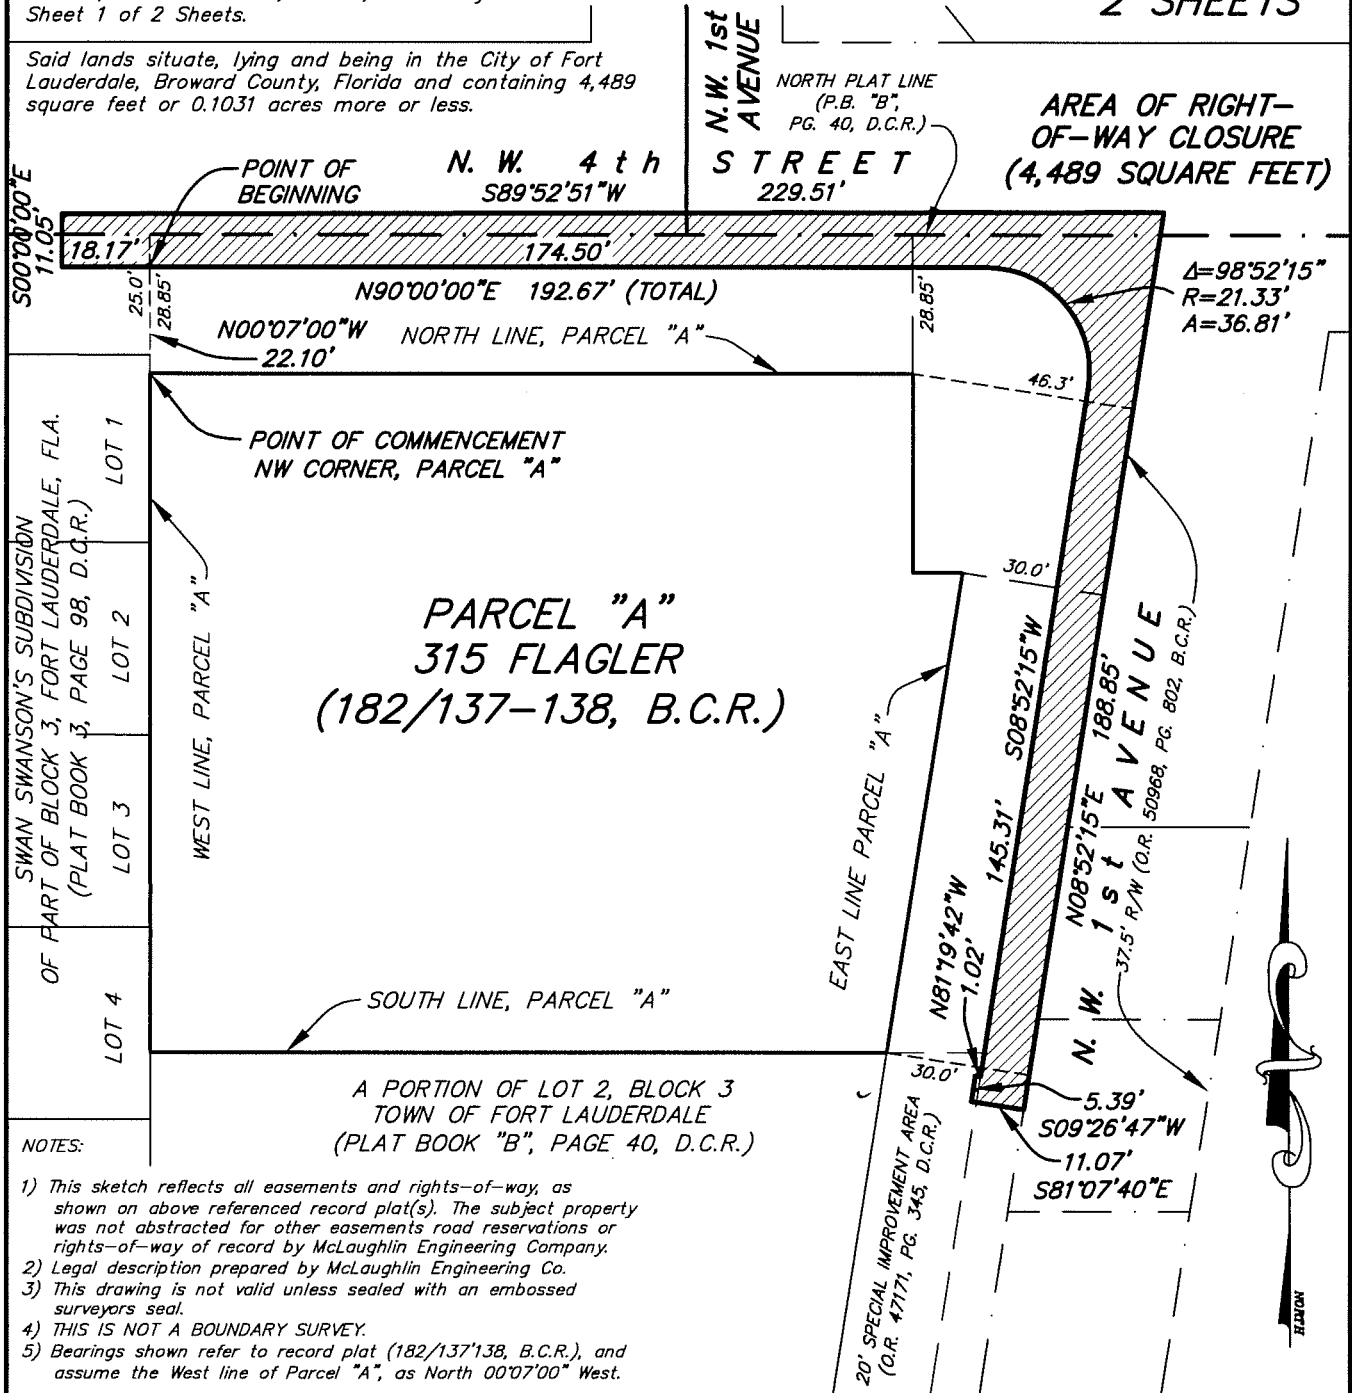 Sheet 1 of 2 Sheets.
2 SHEETS
Said lands situate, lying and being in the City of Fort
Lauderdale, Broward County, Florida and containing 4,489
square feet or 0.1031 acres more or less.
N.W. 1st
AVENUE
NORTH PLAT LINE
(P.B. "B",
PG. 40, D.C.R.)
AREA OF RIGHT-
OF-WAY CLOSURE
(4,489 SQUARE FEET)
POINT OF
BEGINNING
N. W. 4th STREET
S89°52'51"W 229.51'
S00°00'00"E
11.05'
18.17'
174.50'
25.0'
28.85'
N90°00'00"E 192.67' (TOTAL)
28.85'
Δ=98°52'15"
R=21.33'
A=36.81'
N00°07'00"W
22.10'
NORTH LINE, PARCEL "A"
46.3'
POINT OF COMMENCEMENT
NW CORNER, PARCEL "A"
SWAN SWANSON'S SUBDIVISION
OF PART OF BLOCK 3, FORT LAUDERDALE, FLA.
(PLAT BOOK 3, PAGE 98, D.C.R.)
LOT 1
LOT 2
LOT 3
LOT 4
WEST LINE, PARCEL "A"
PARCEL "A"
315 FLAGLER
(182/137-138, B.C.R.)
30.0'
EAST LINE PARCEL "A"
145.31' S08°52'15"W
N08°52'15"E 188.85'
N. W. 1st AVENUE
37.5' R/W (O.R. 50968, PG. 802, B.C.R.)
N81°19'42"W
1.02'
SOUTH LINE, PARCEL "A"
30.0'
5.39'
S09°26'47"W
11.07'
S81°07'40"E
A PORTION OF LOT 2, BLOCK 3
TOWN OF FORT LAUDERDALE
(PLAT BOOK "B", PAGE 40, D.C.R.)
20' SPECIAL IMPROVEMENT AREA
(O.R. 47171, PG. 345, D.C.R.)
NORTH
NOTES:
1) This sketch reflects all easements and rights-of-way, as
shown on above referenced record plat(s). The subject property
was not abstracted for other easements road reservations or
rights-of-way of record by McLaughlin Engineering Company.
2) Legal description prepared by McLaughlin Engineering Co.
3) This drawing is not valid unless sealed with an embossed
surveyors seal.
4) THIS IS NOT A BOUNDARY SURVEY.
5) Bearings shown refer to record plat (182/137'138, B.C.R.), and
assume the West line of Parcel "A", as North 00°07'00" West.